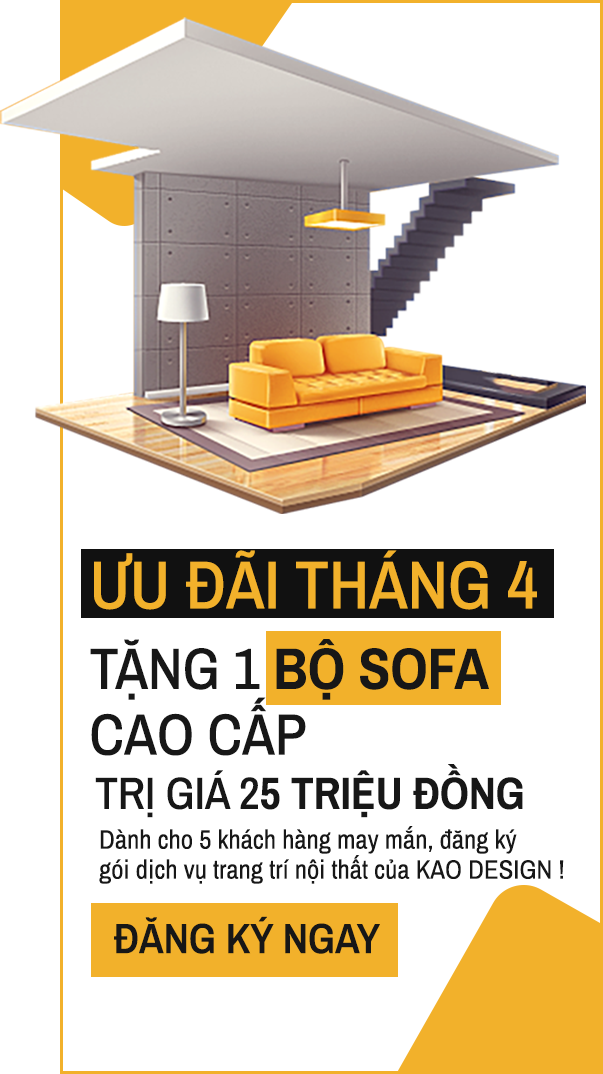 ƯU ĐÃI THÁNG 4
TẶNG 1 BỘ SOFA
CAO CẤP
TRỊ GIÁ 25 TRIỆU ĐỒNG
Dành cho 5 khách hàng may mắn, đăng ký
gói dịch vụ trang trí nội thất của KAO DESIGN !
ĐĂNG KÝ NGAY